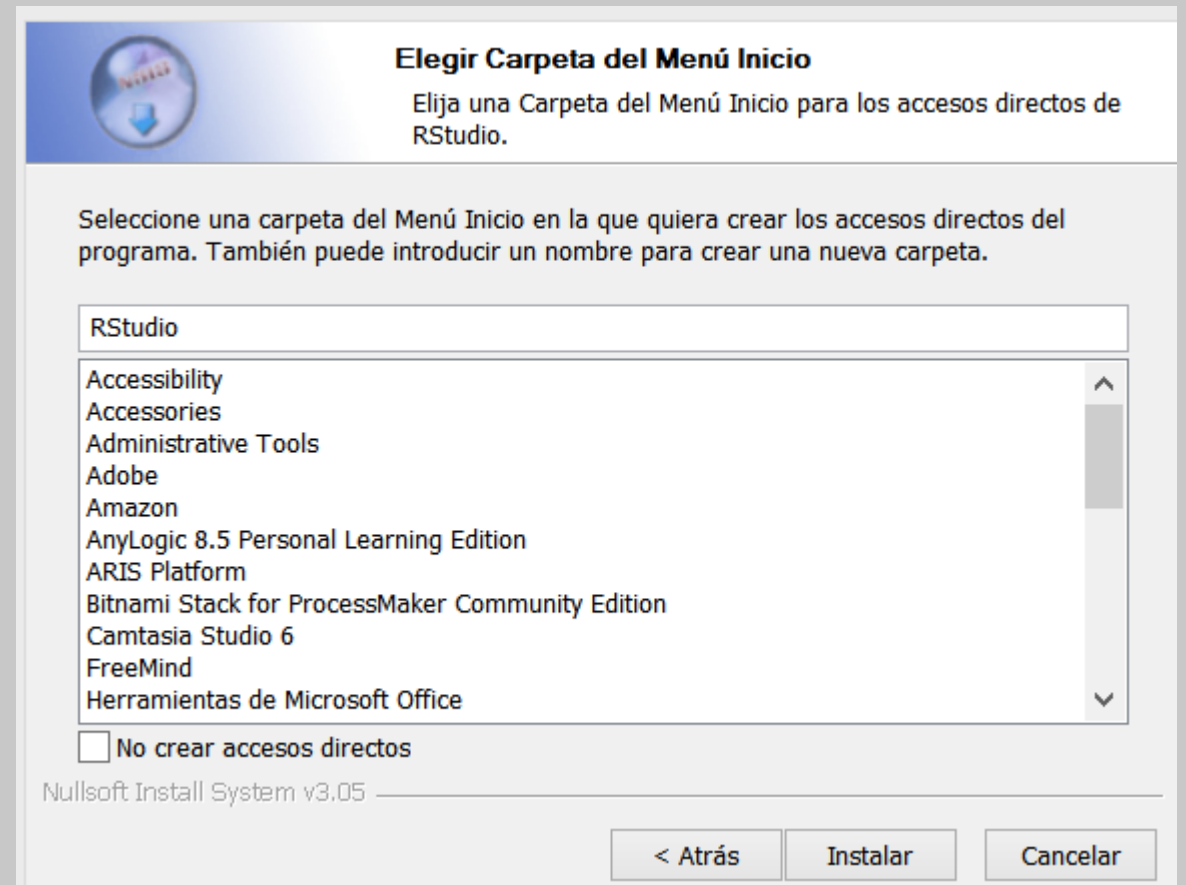 Elegir Carpeta del Menú Inicio
Elija una Carpeta del Menú Inicio para los accesos directos de
RStudio.
Seleccione una carpeta del Menú Inicio en la que quiera crear los accesos directos del
programa. También puede introducir un nombre para crear una nueva carpeta.
RStudio
Accessibility
Accessories
Administrative Tools
Adobe
Amazon
AnyLogic 8.5 Personal Learning Edition
ARIS Platform
Bitnami Stack for ProcessMaker Community Edition
Camtasia Studio 6
FreeMind
Herramientas de Microsoft Office
No crear accesos directos
Nullsoft Install System v3.05
< Atrás Instalar Cancelar